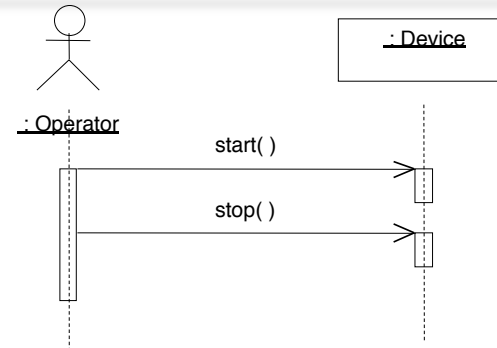 : Device
: Operator
start( )
stop( )